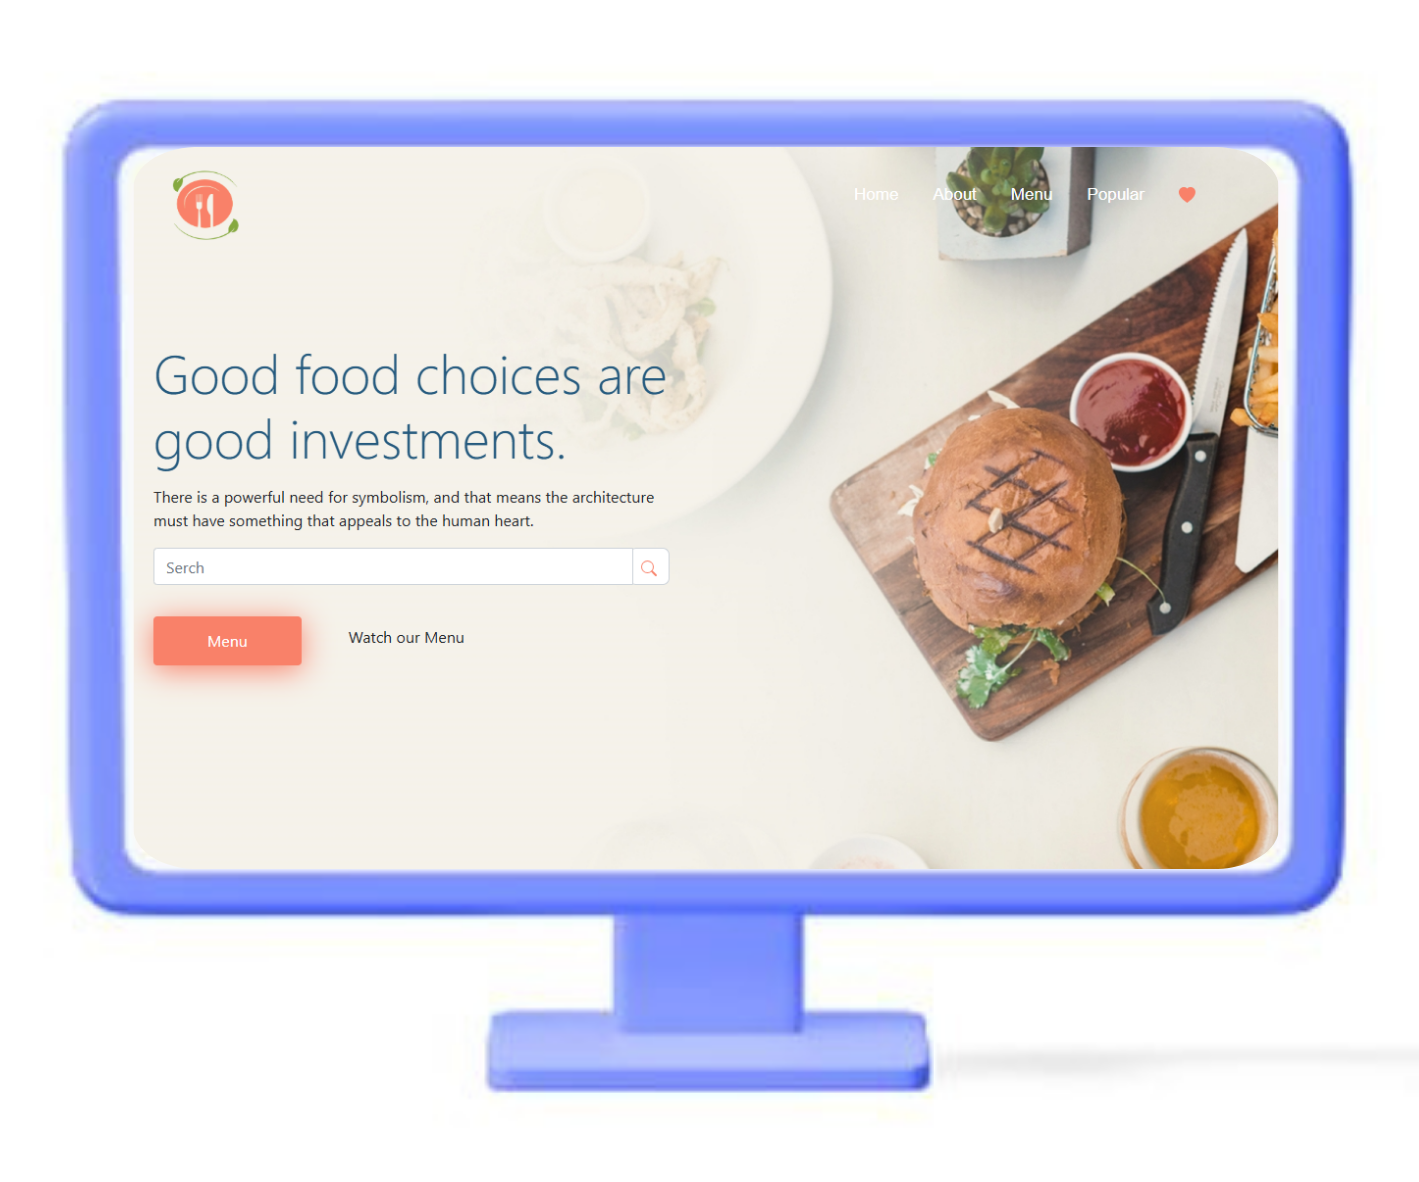 Home About Menu Popular
Good food choices are
good investments.
There is a powerful need for symbolism, and that means the architecture
must have something that appeals to the human heart.
Serch
Menu Watch our Menu